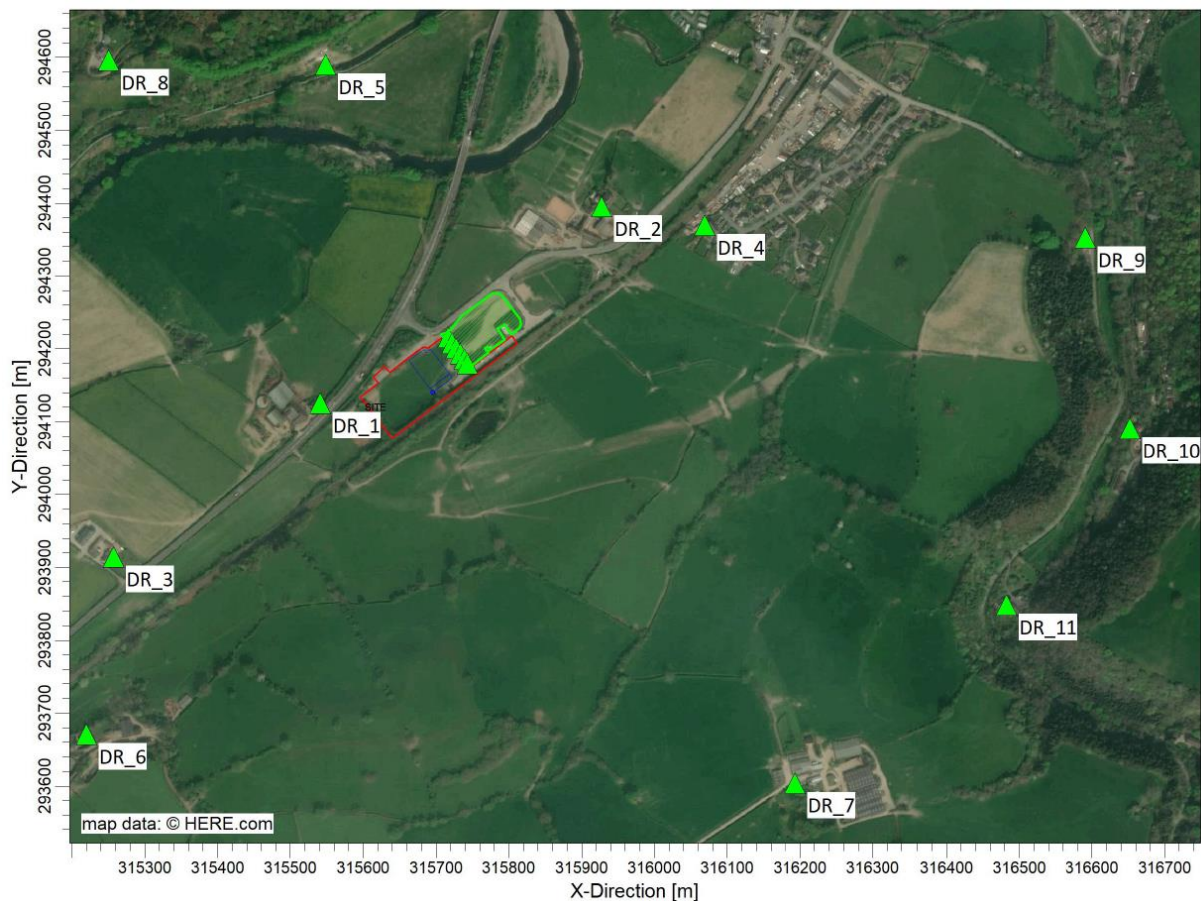 294600
294500
294400
294300
294200
294100
294000
293900
293800
293700
293600
Y-Direction [m]
DR_8
DR_5
DR_2
DR_4
DR_9
SITE
DR_1
DR_10
DR_3
DR_11
DR_6
DR_7
map data: © HERE.com
315300 315400 315500 315600 315700 315800 315900 316000 316100 316200 316300 316400 316500 316600 316700
X-Direction [m]